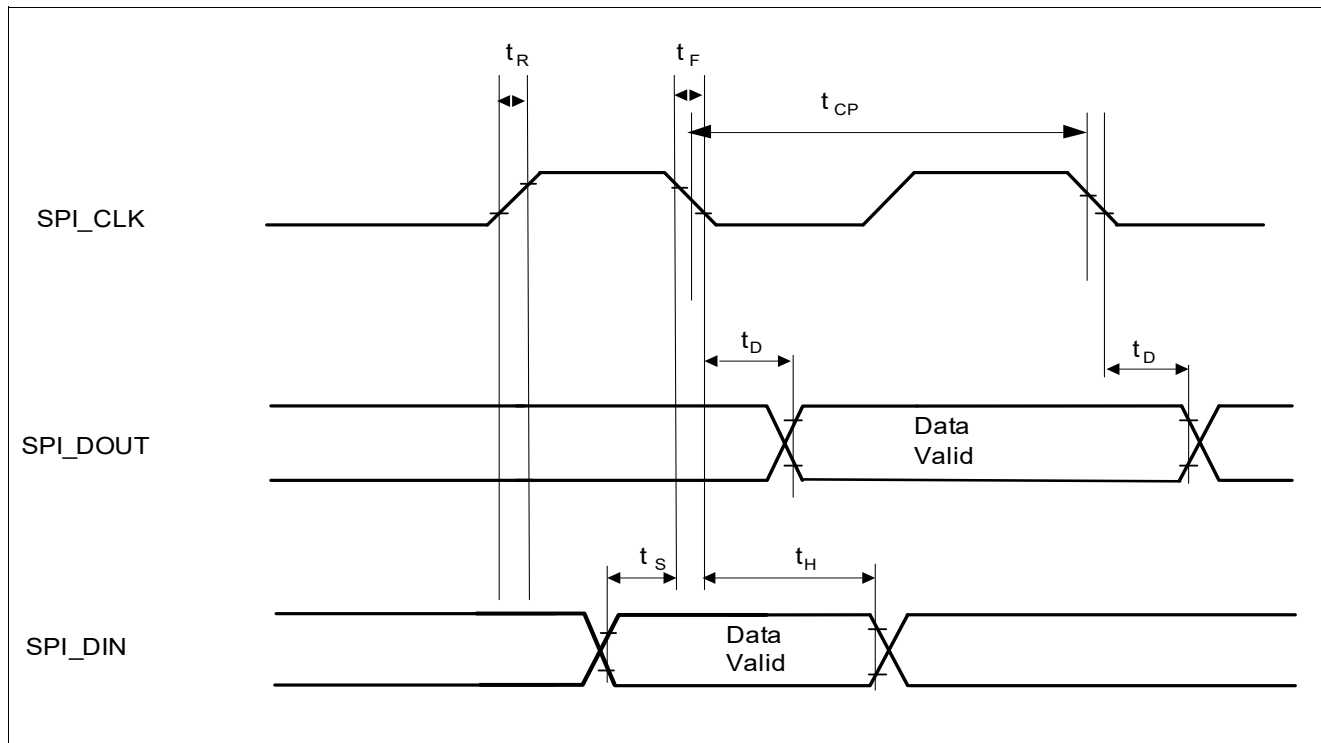 t R
t F
t CP
SPI_CLK
t D
t D
SPI_DOUT
Data
Valid
t S
t H
SPI_DIN
Data
Valid